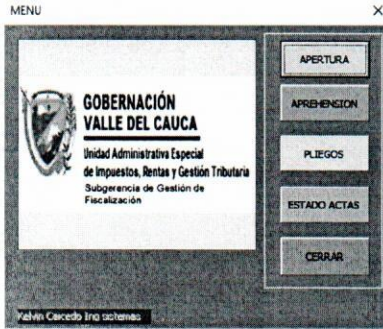 MENU
GOBERNACIÓN
VALLE DEL CAUCA
Unidad Administrativa Especial
de Impuestos, Rentas y Gestión Tributaria
Subgerencia de Gestión de
Fiscalización
APERTURA
APREHENSION
PLIEGOS
ESTADO ACTAS
CERRAR
Kelvin Caicedo Ing sistemas